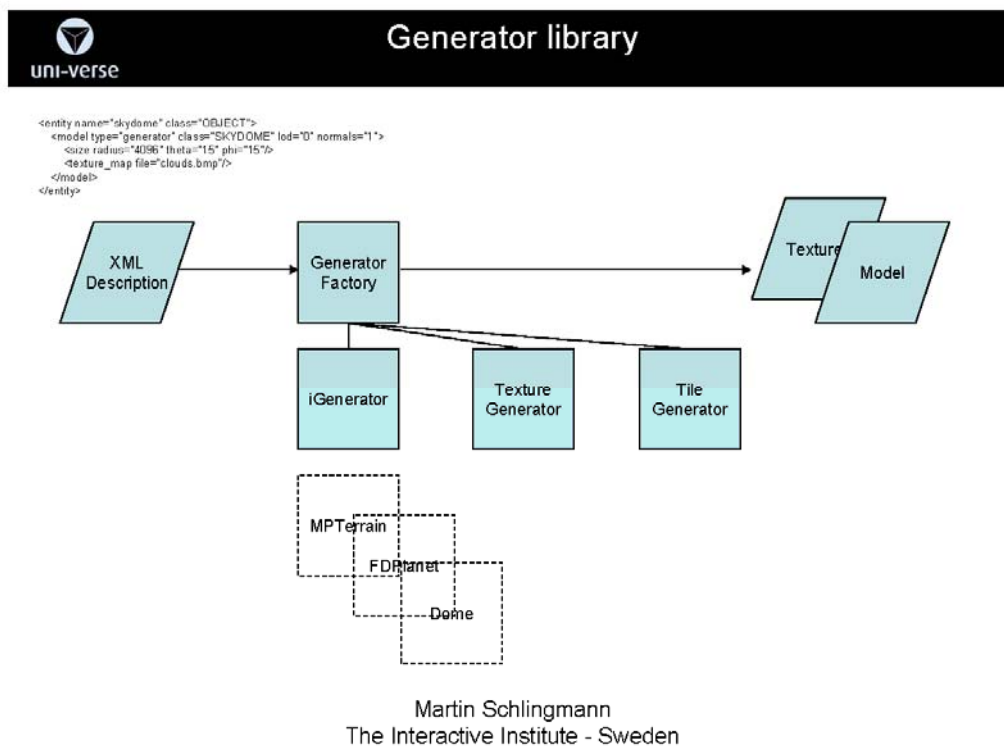 Generator library
uni-verse
<entity name="skydome" class="OBJECT">
<model type="generator" class="SKYDOME" lod="0" normals="1">
<size radius="4096" theta="15" phi="15"/>
<texture_map file="clouds.bmp"/>
</model>
</entity>
XML
Description
Generator
Factory
Texture
Model
iGenerator
Texture
Generator
Tile
Generator
MPTerrain
FDPlanet
Dome
Martin Schlingmann
The Interactive Institute - Sweden